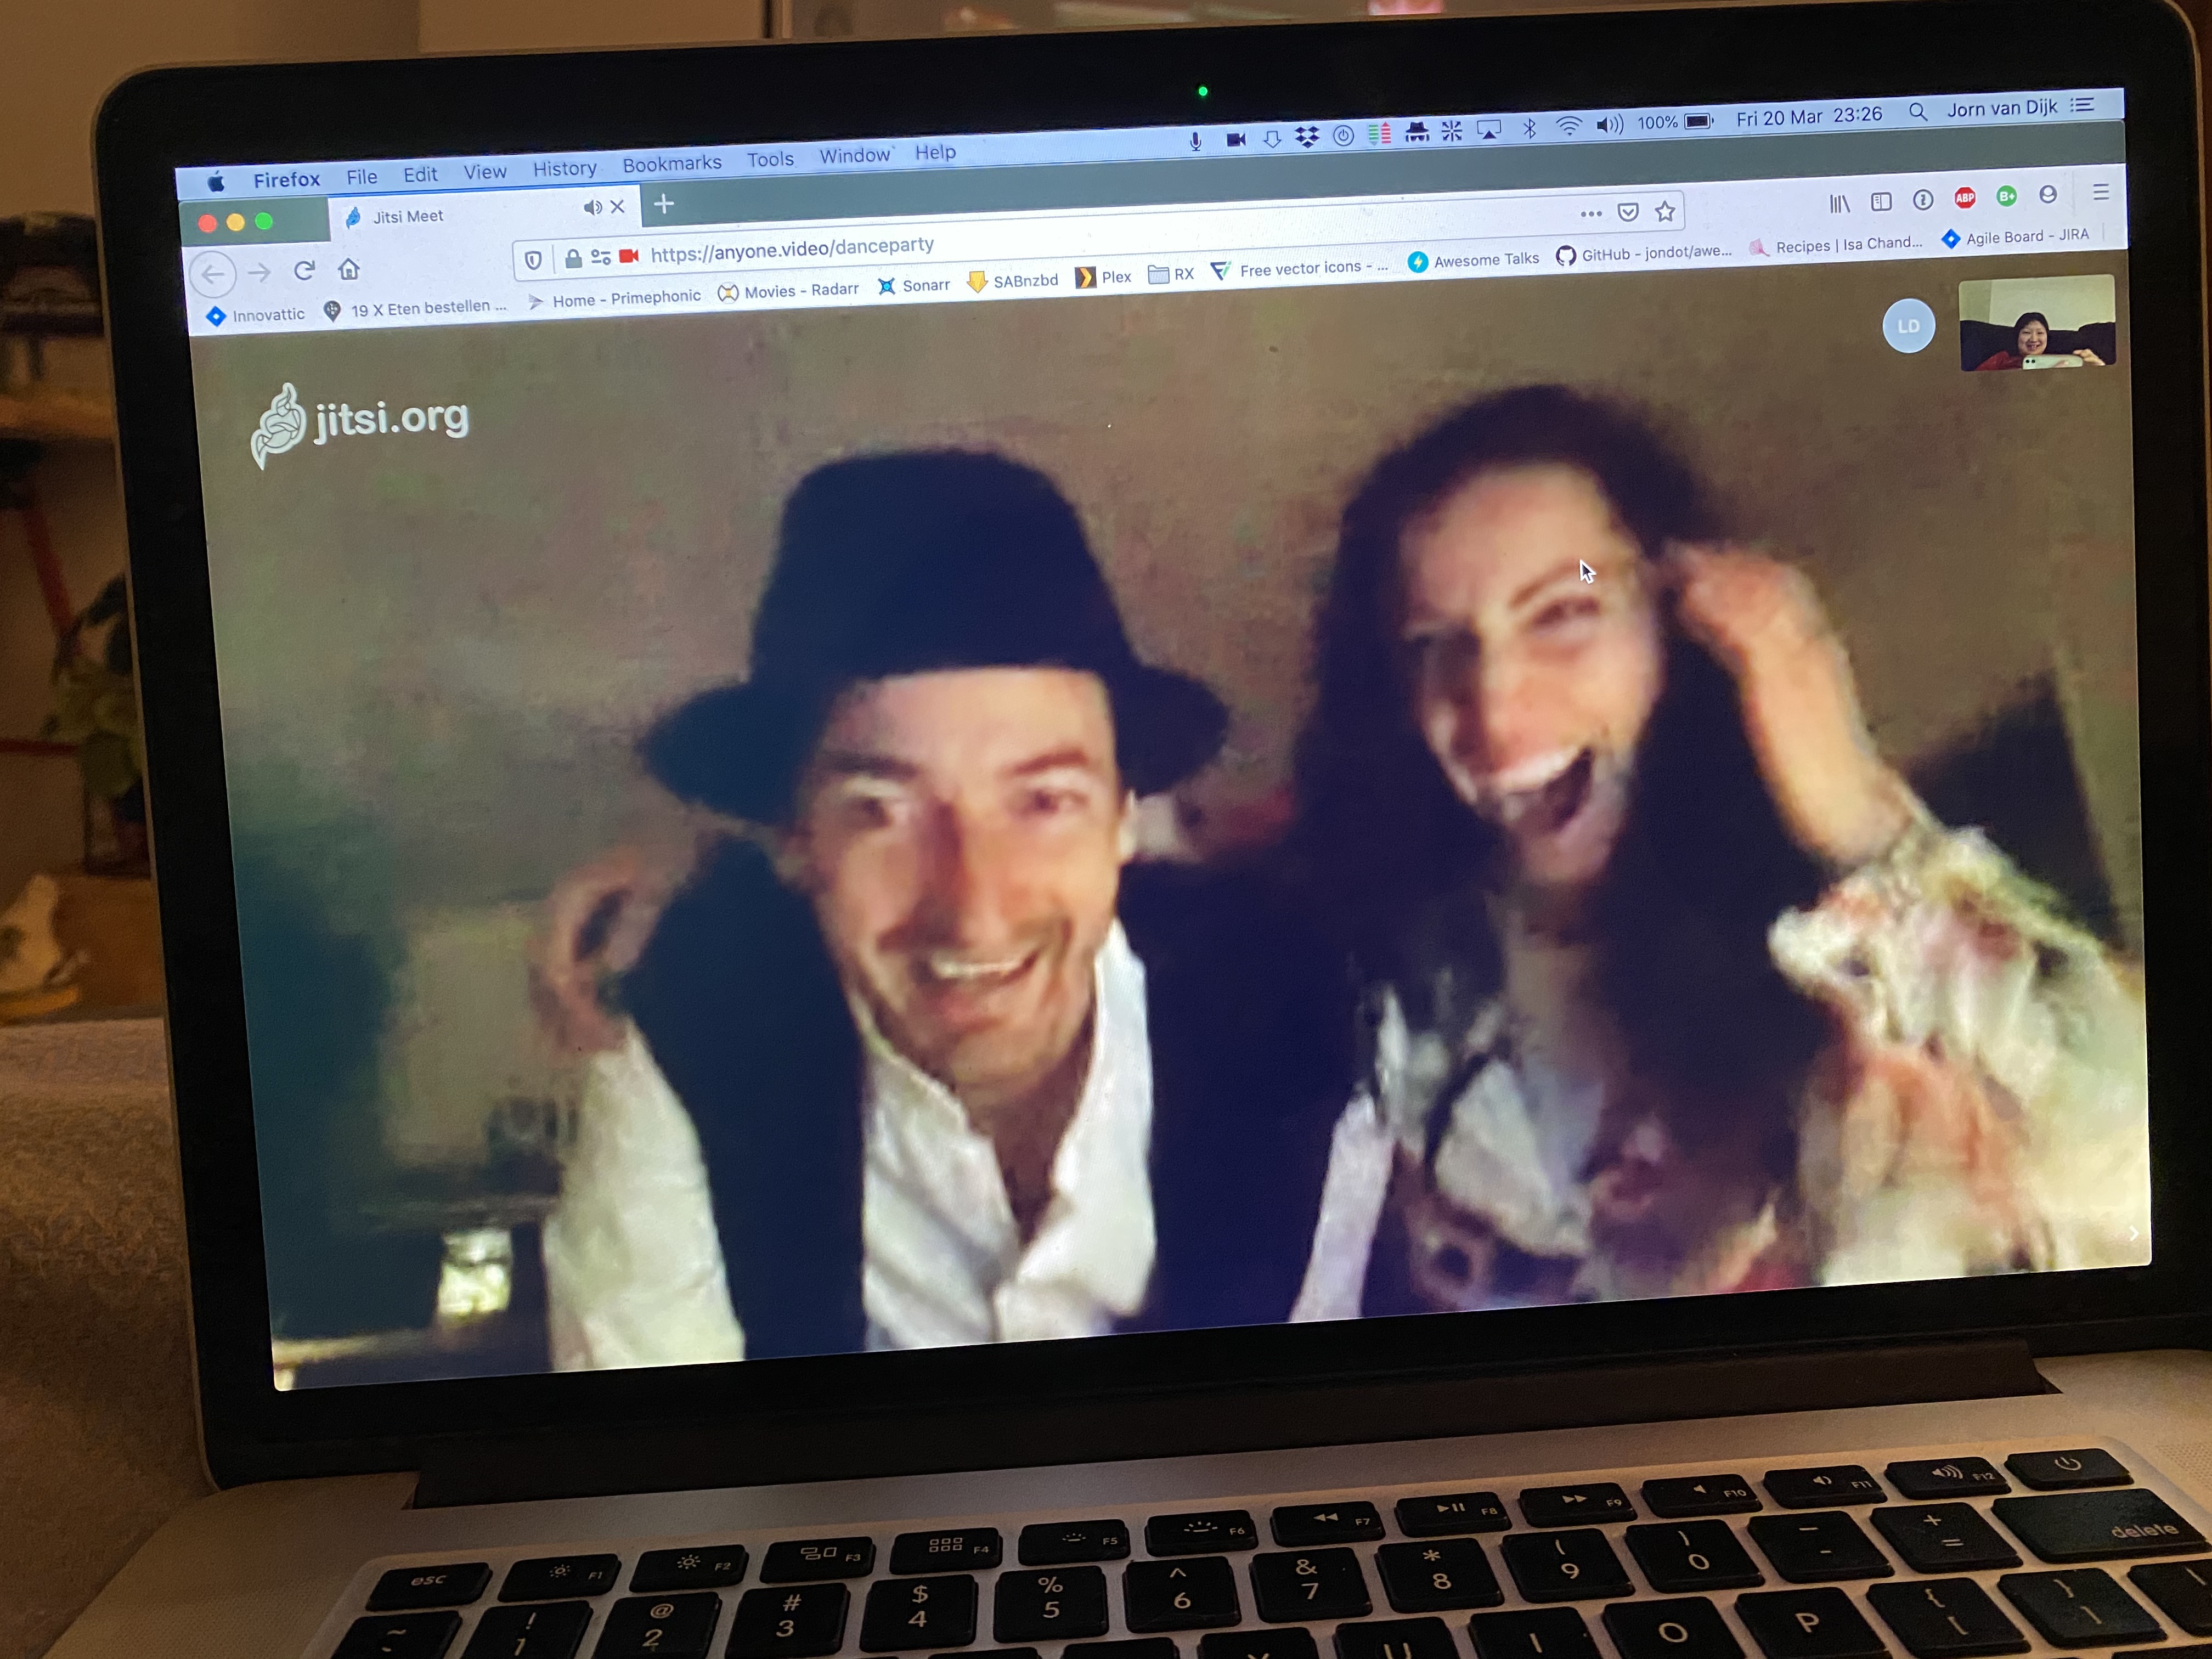 Firefox File Edit View History Bookmarks Tools Window Help 100% Fri 20 Mar 23:26 Jorn van Dijk
Jitsi Meet
https://anyone.video/danceparty
ABP B+
Innovattic 19 X Eten bestellen ... Home - Primephonic Movies - Radarr Sonarr SABnzbd Plex RX Free vector icons - ... Awesome Talks GitHub - jondot/awe... Recipes | Isa Chand... Agile Board - JIRA
LD
jitsi.org
esc F1 F2 F3 F4 F5 F6 F7 F8 F9 F10 F11 F12
~ ! 1 @ 2 # 3 $ 4 % 5 ^ 6 & 7 * 8 ( 9 ) 0 _ - + = delete
U I O P { [ } ]